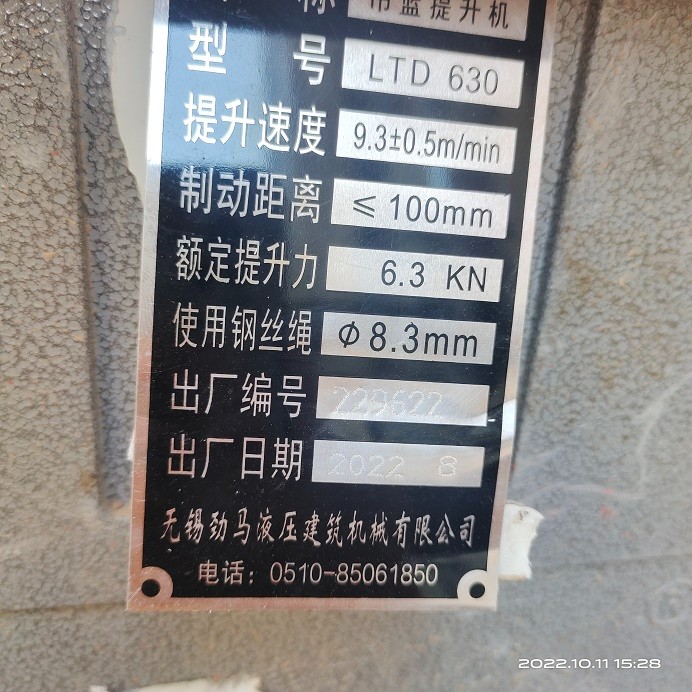 称 吊篮提升机
型 号 LTD 630
提升速度 9.3±0.5m/min
制动距离 ≤ 100mm
额定提升力 6.3 KN
使用钢丝绳 Φ8.3mm
出厂编号 229622
出厂日期 2022 8
无锡劲马液压建筑机械有限公司
电话：0510-85061850
2022.10.11 15:28